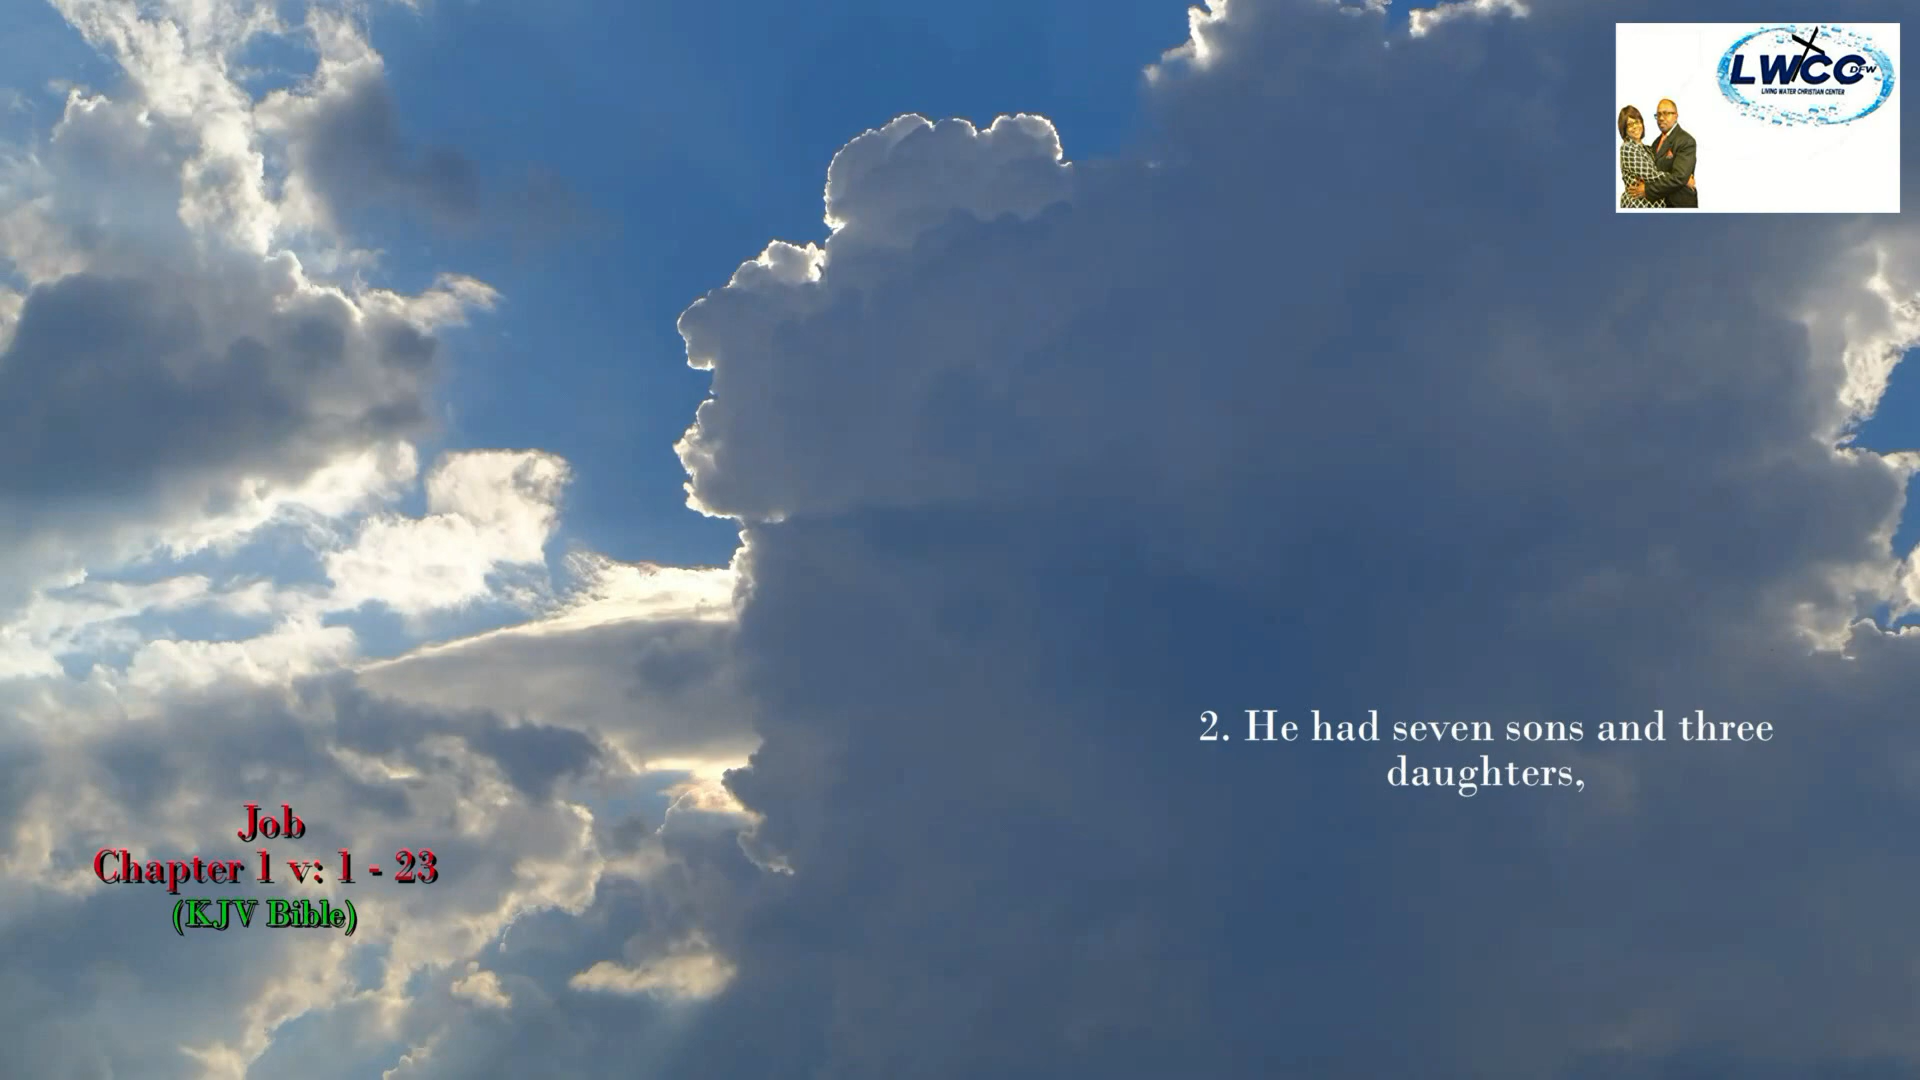 LWCC DFW
LIVING WATER CHRISTIAN CENTER
2. He had seven sons and three
daughters,
Job
Chapter 1 v: 1 - 23
(KJV Bible)